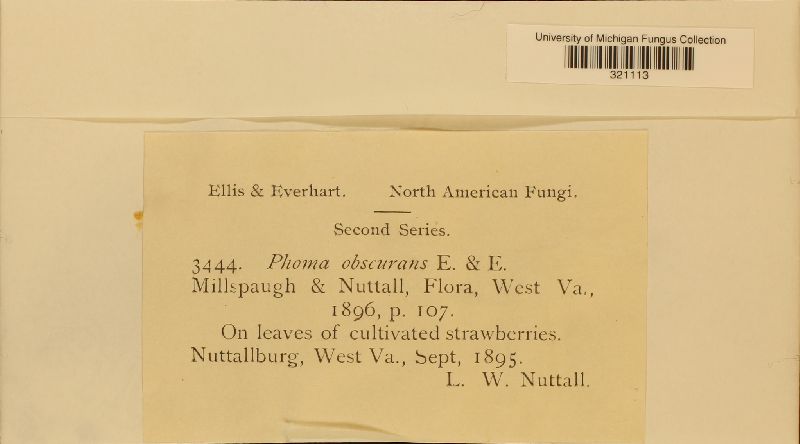 University of Michigan Fungus Collection
321113
Ellis & Everhart. North American Fungi.
Second Series.
3444. Phoma obscurans E. & E.
Millspaugh & Nuttall, Flora, West Va.,
1896, p. 107.
On leaves of cultivated strawberries.
Nuttallburg, West Va., Sept, 1895.
L. W. Nuttall.